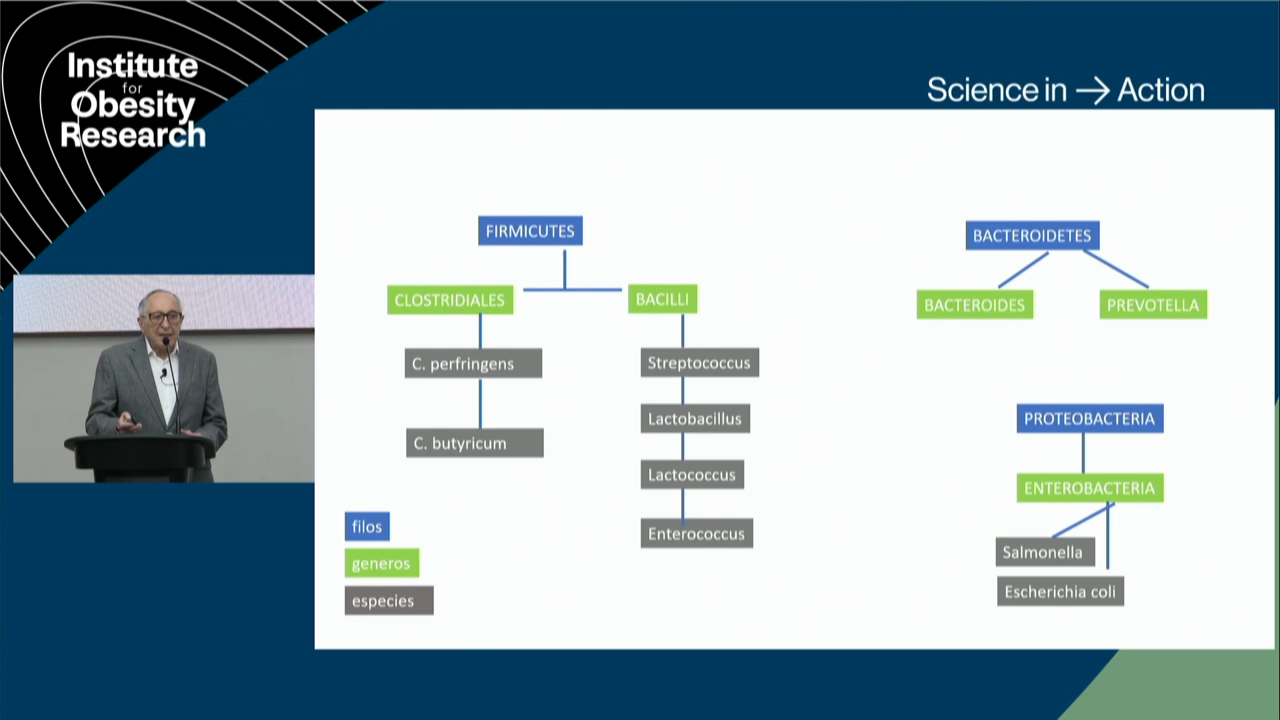 Institute
for
Obesity
Research
Science in → Action
FIRMICUTES
CLOSTRIDIALES
BACILLI
C. perfringens
C. butyricum
Streptococcus
Lactobacillus
Lactococcus
Enterococcus
BACTEROIDETES
BACTEROIDES
PREVOTELLA
PROTEOBACTERIA
ENTEROBACTERIA
Salmonella
Escherichia coli
filos
generos
especies